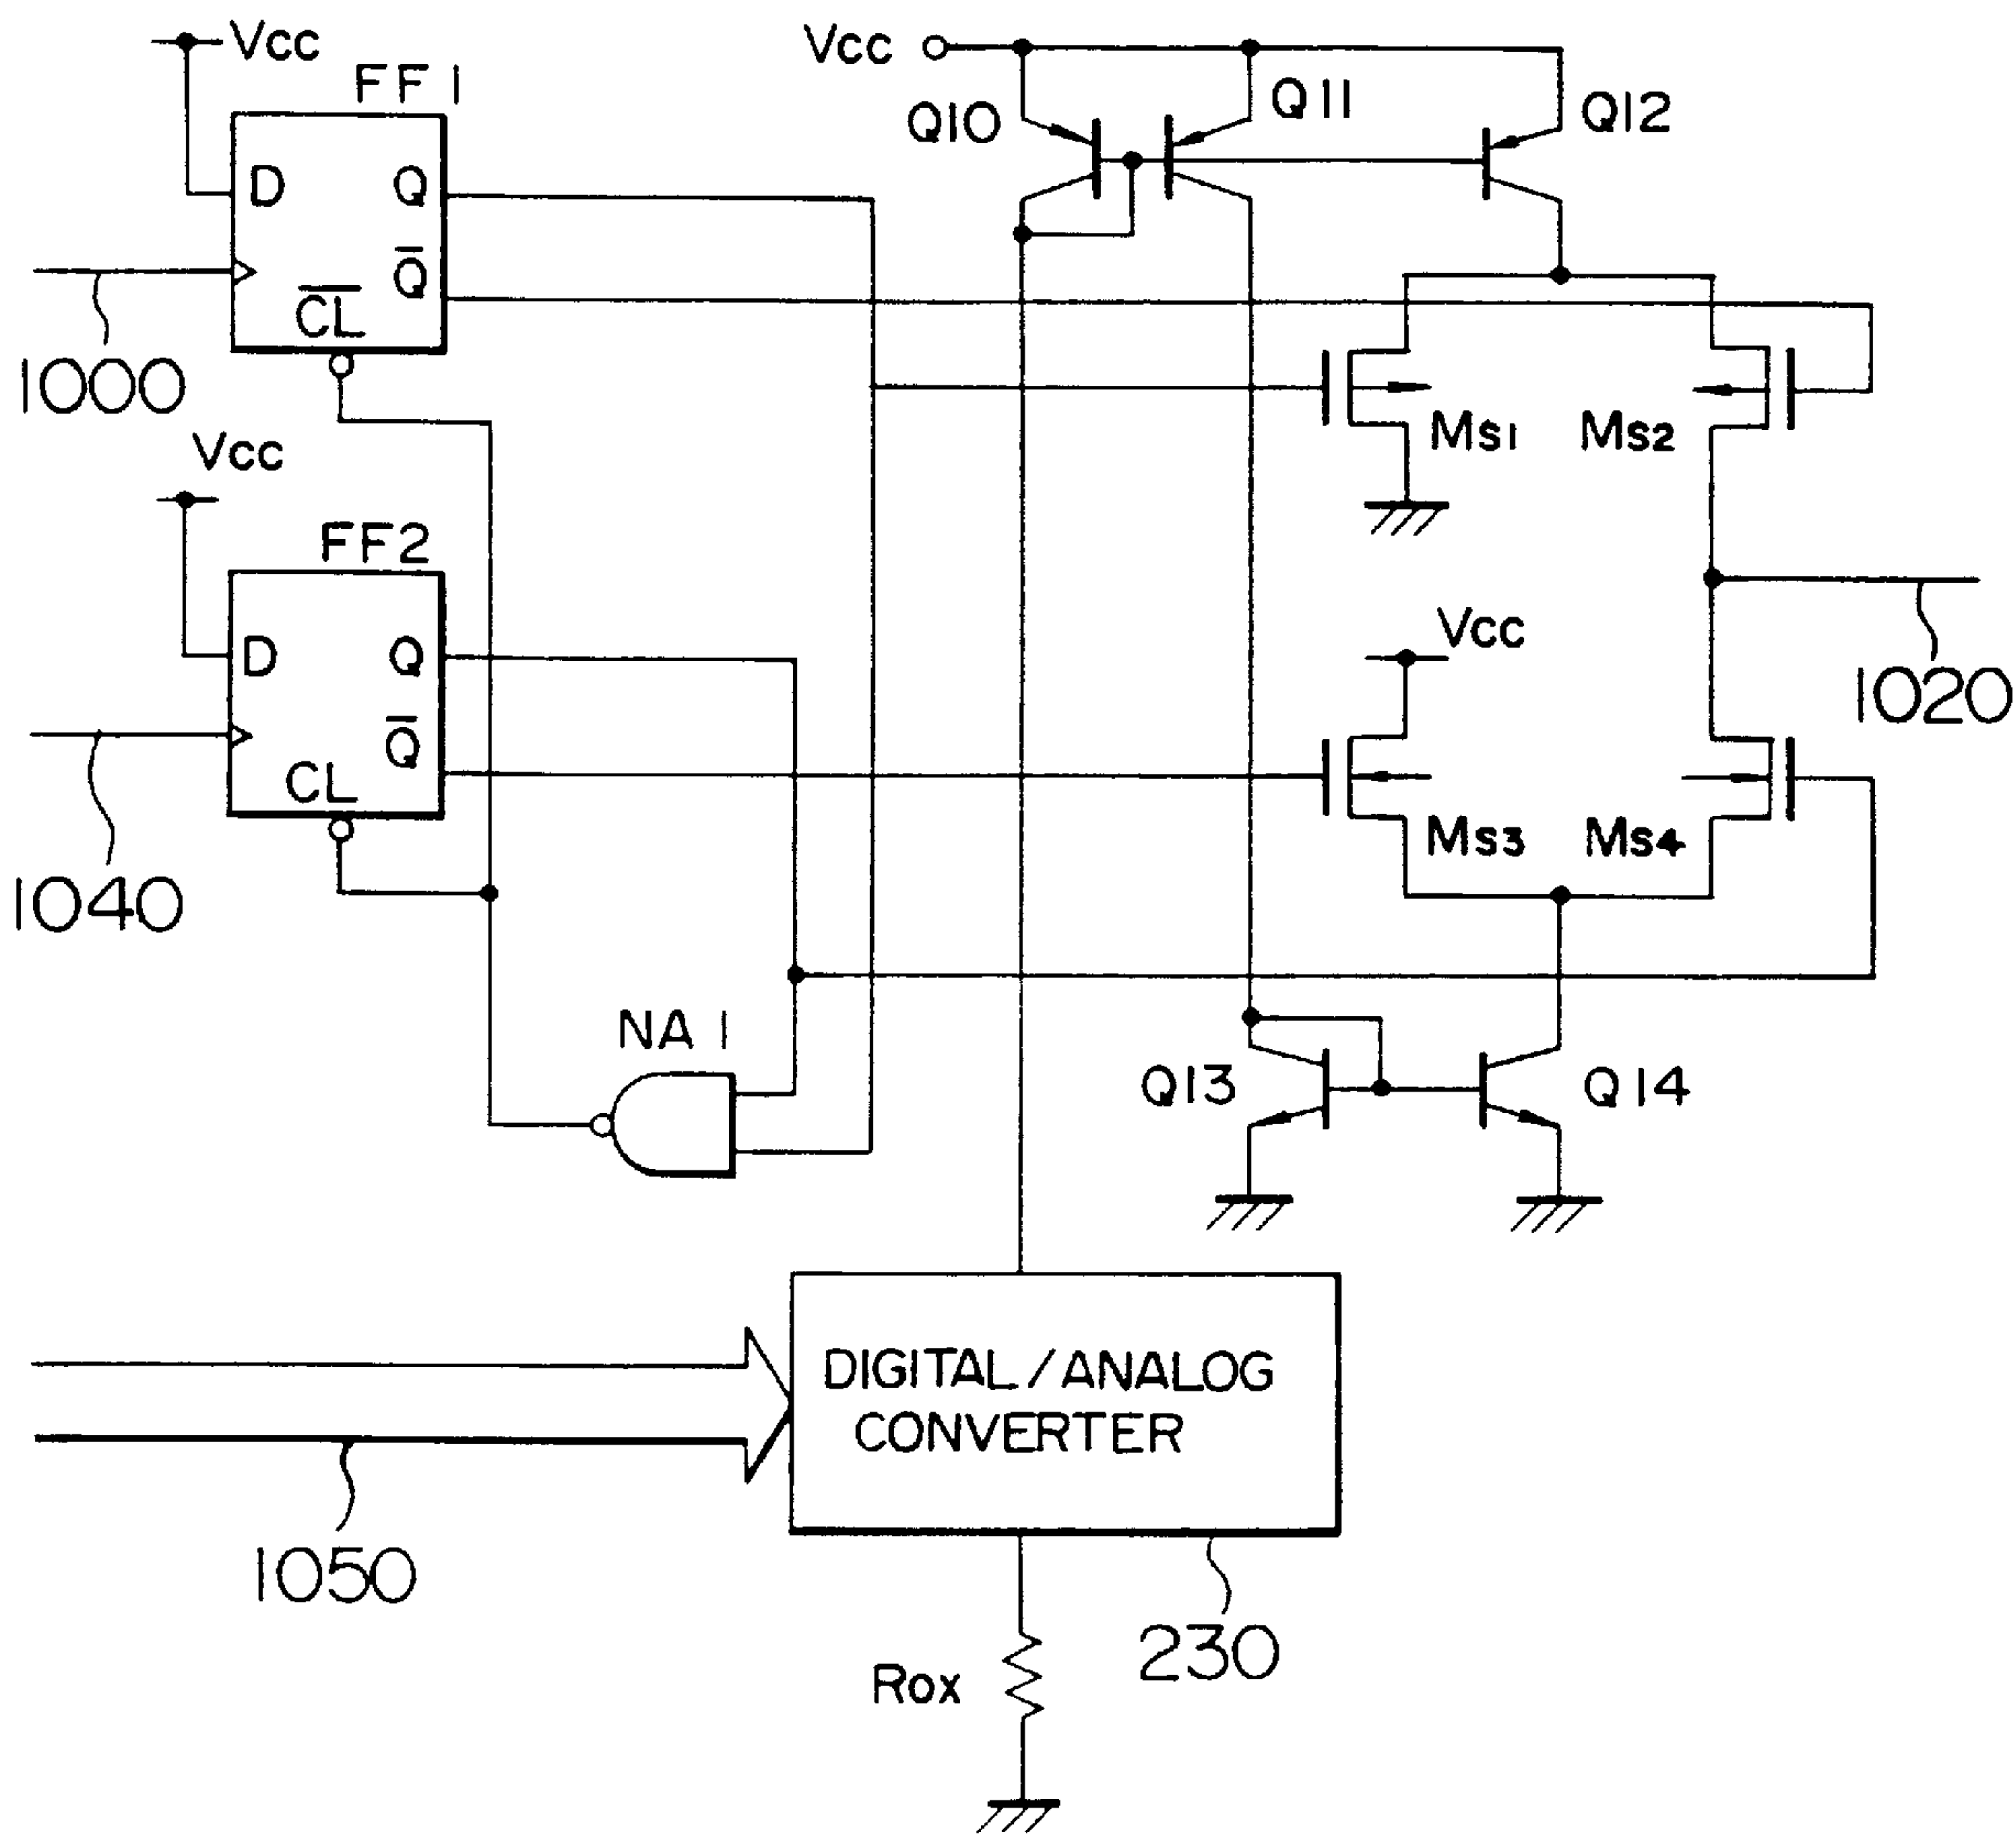 Vcc
FF1
D
Q
Q̅
C̅L̅
1000
Vcc
Q10
Q11
Q12
Ms1
Ms2
Vcc
FF2
D
Q
Q̅
CL
1040
Vcc
1020
Ms3
Ms4
NA1
Q13
Q14
DIGITAL/ANALOG
CONVERTER
1050
230
Rox